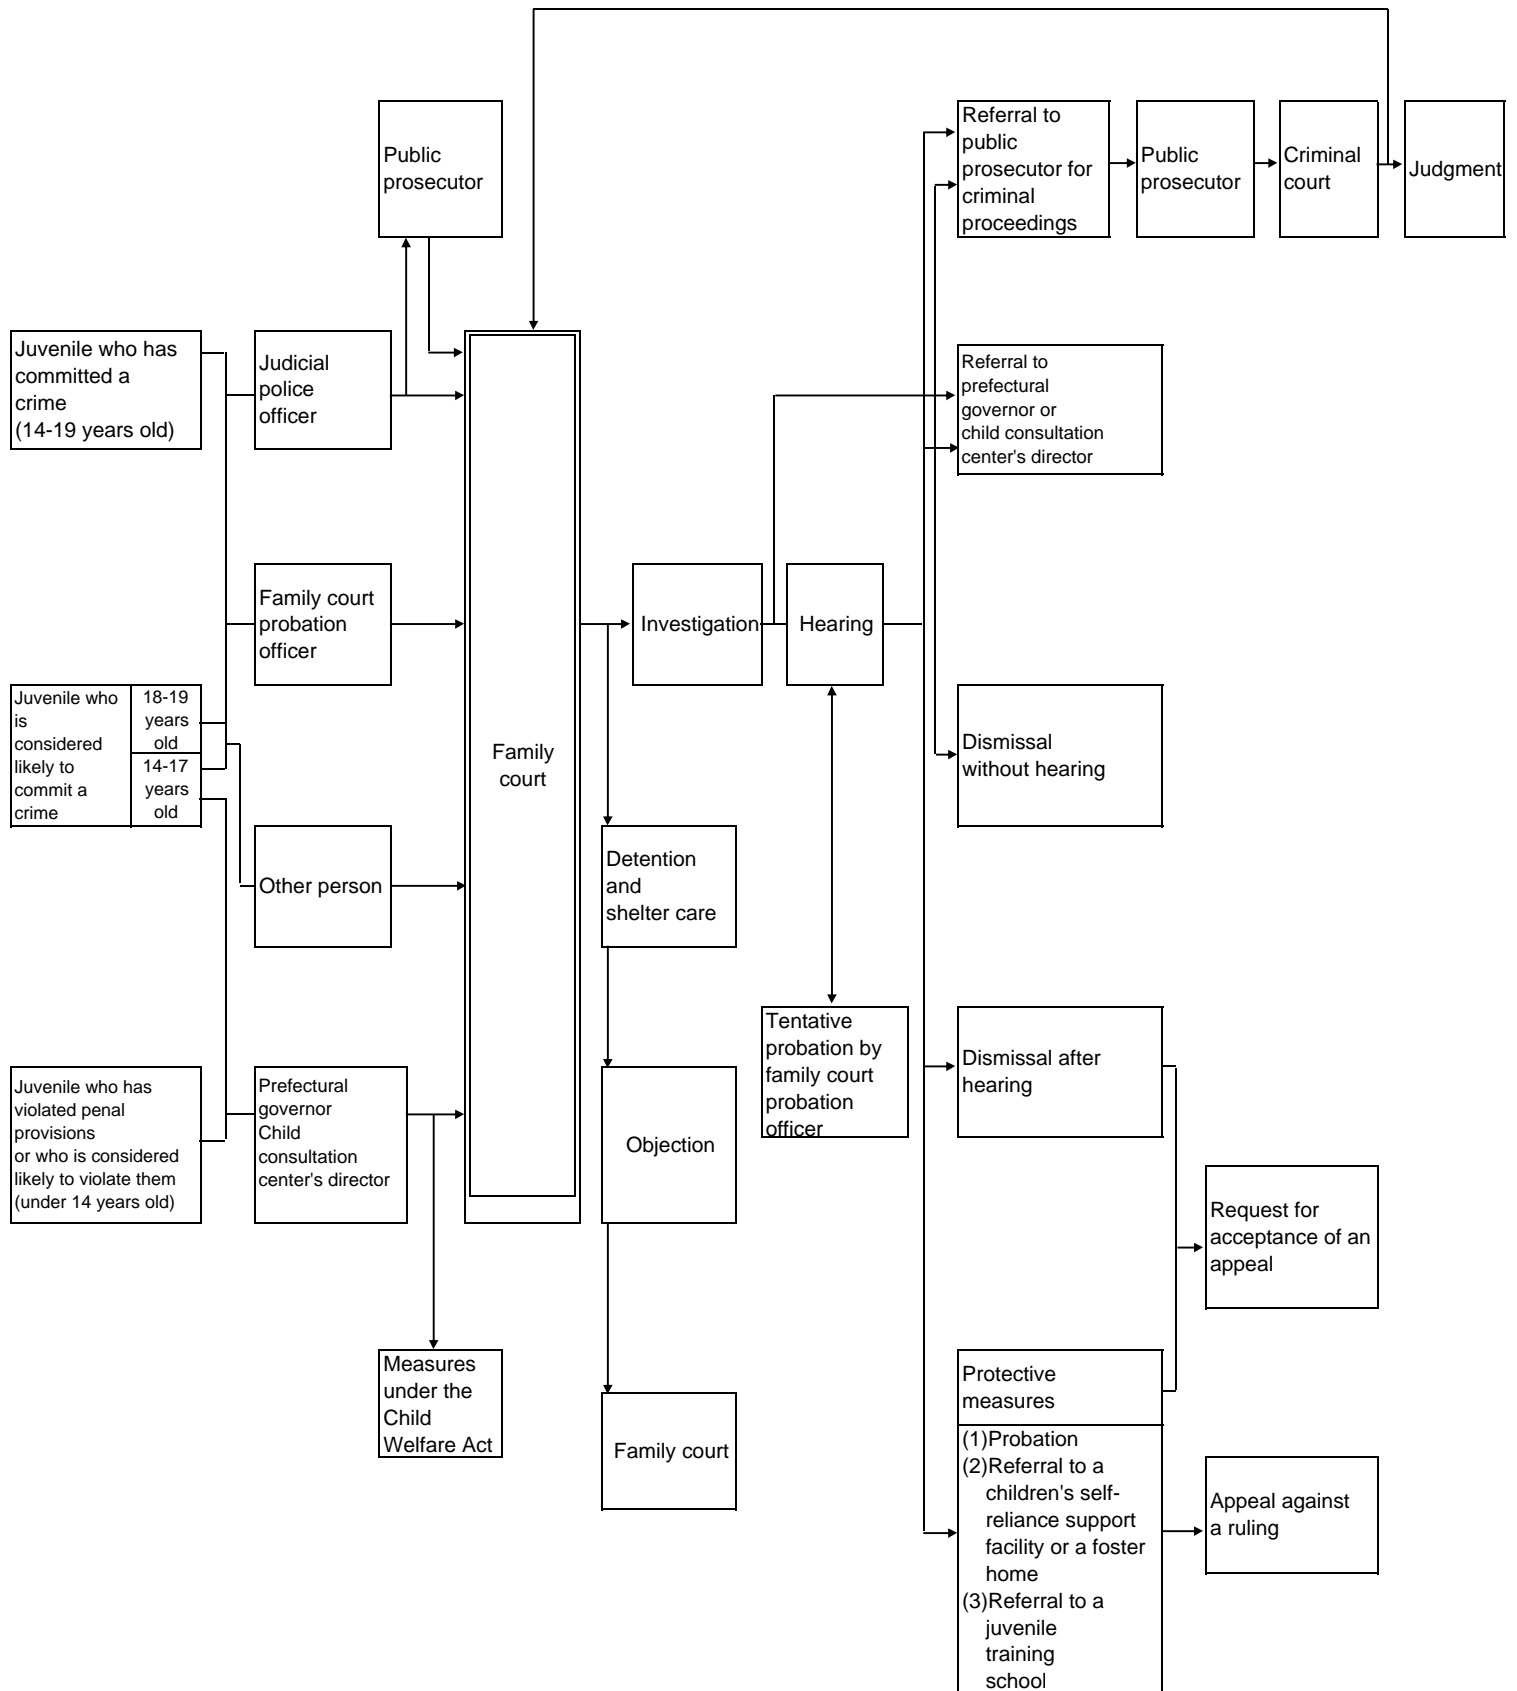 Public
prosecutor
Referral to
public
prosecutor for
criminal
proceedings
Public
prosecutor
Criminal
court
Judgment
Juvenile who has
committed a
crime
(14-19 years old)
Judicial
police
officer
Referral to
prefectural
governor or
child consultation
center's director
Family court
probation
officer
Investigation
Hearing
Juvenile who
is
considered
likely to
commit a
crime
18-19
years
old
14-17
years
old
Family
court
Dismissal
without hearing
Other person
Detention
and
shelter care
Tentative
probation by
family court
probation
officer
Dismissal after
hearing
Juvenile who has
violated penal
provisions
or who is considered
likely to violate them
(under 14 years old)
Prefectural
governor
Child
consultation
center's director
Objection
Request for
acceptance of an
appeal
Measures
under the
Child
Welfare Act
Family court
Protective
measures
(1)Probation
(2)Referral to a
children's self-
reliance support
facility or a foster
home
(3)Referral to a
juvenile
training
school
Appeal against
a ruling